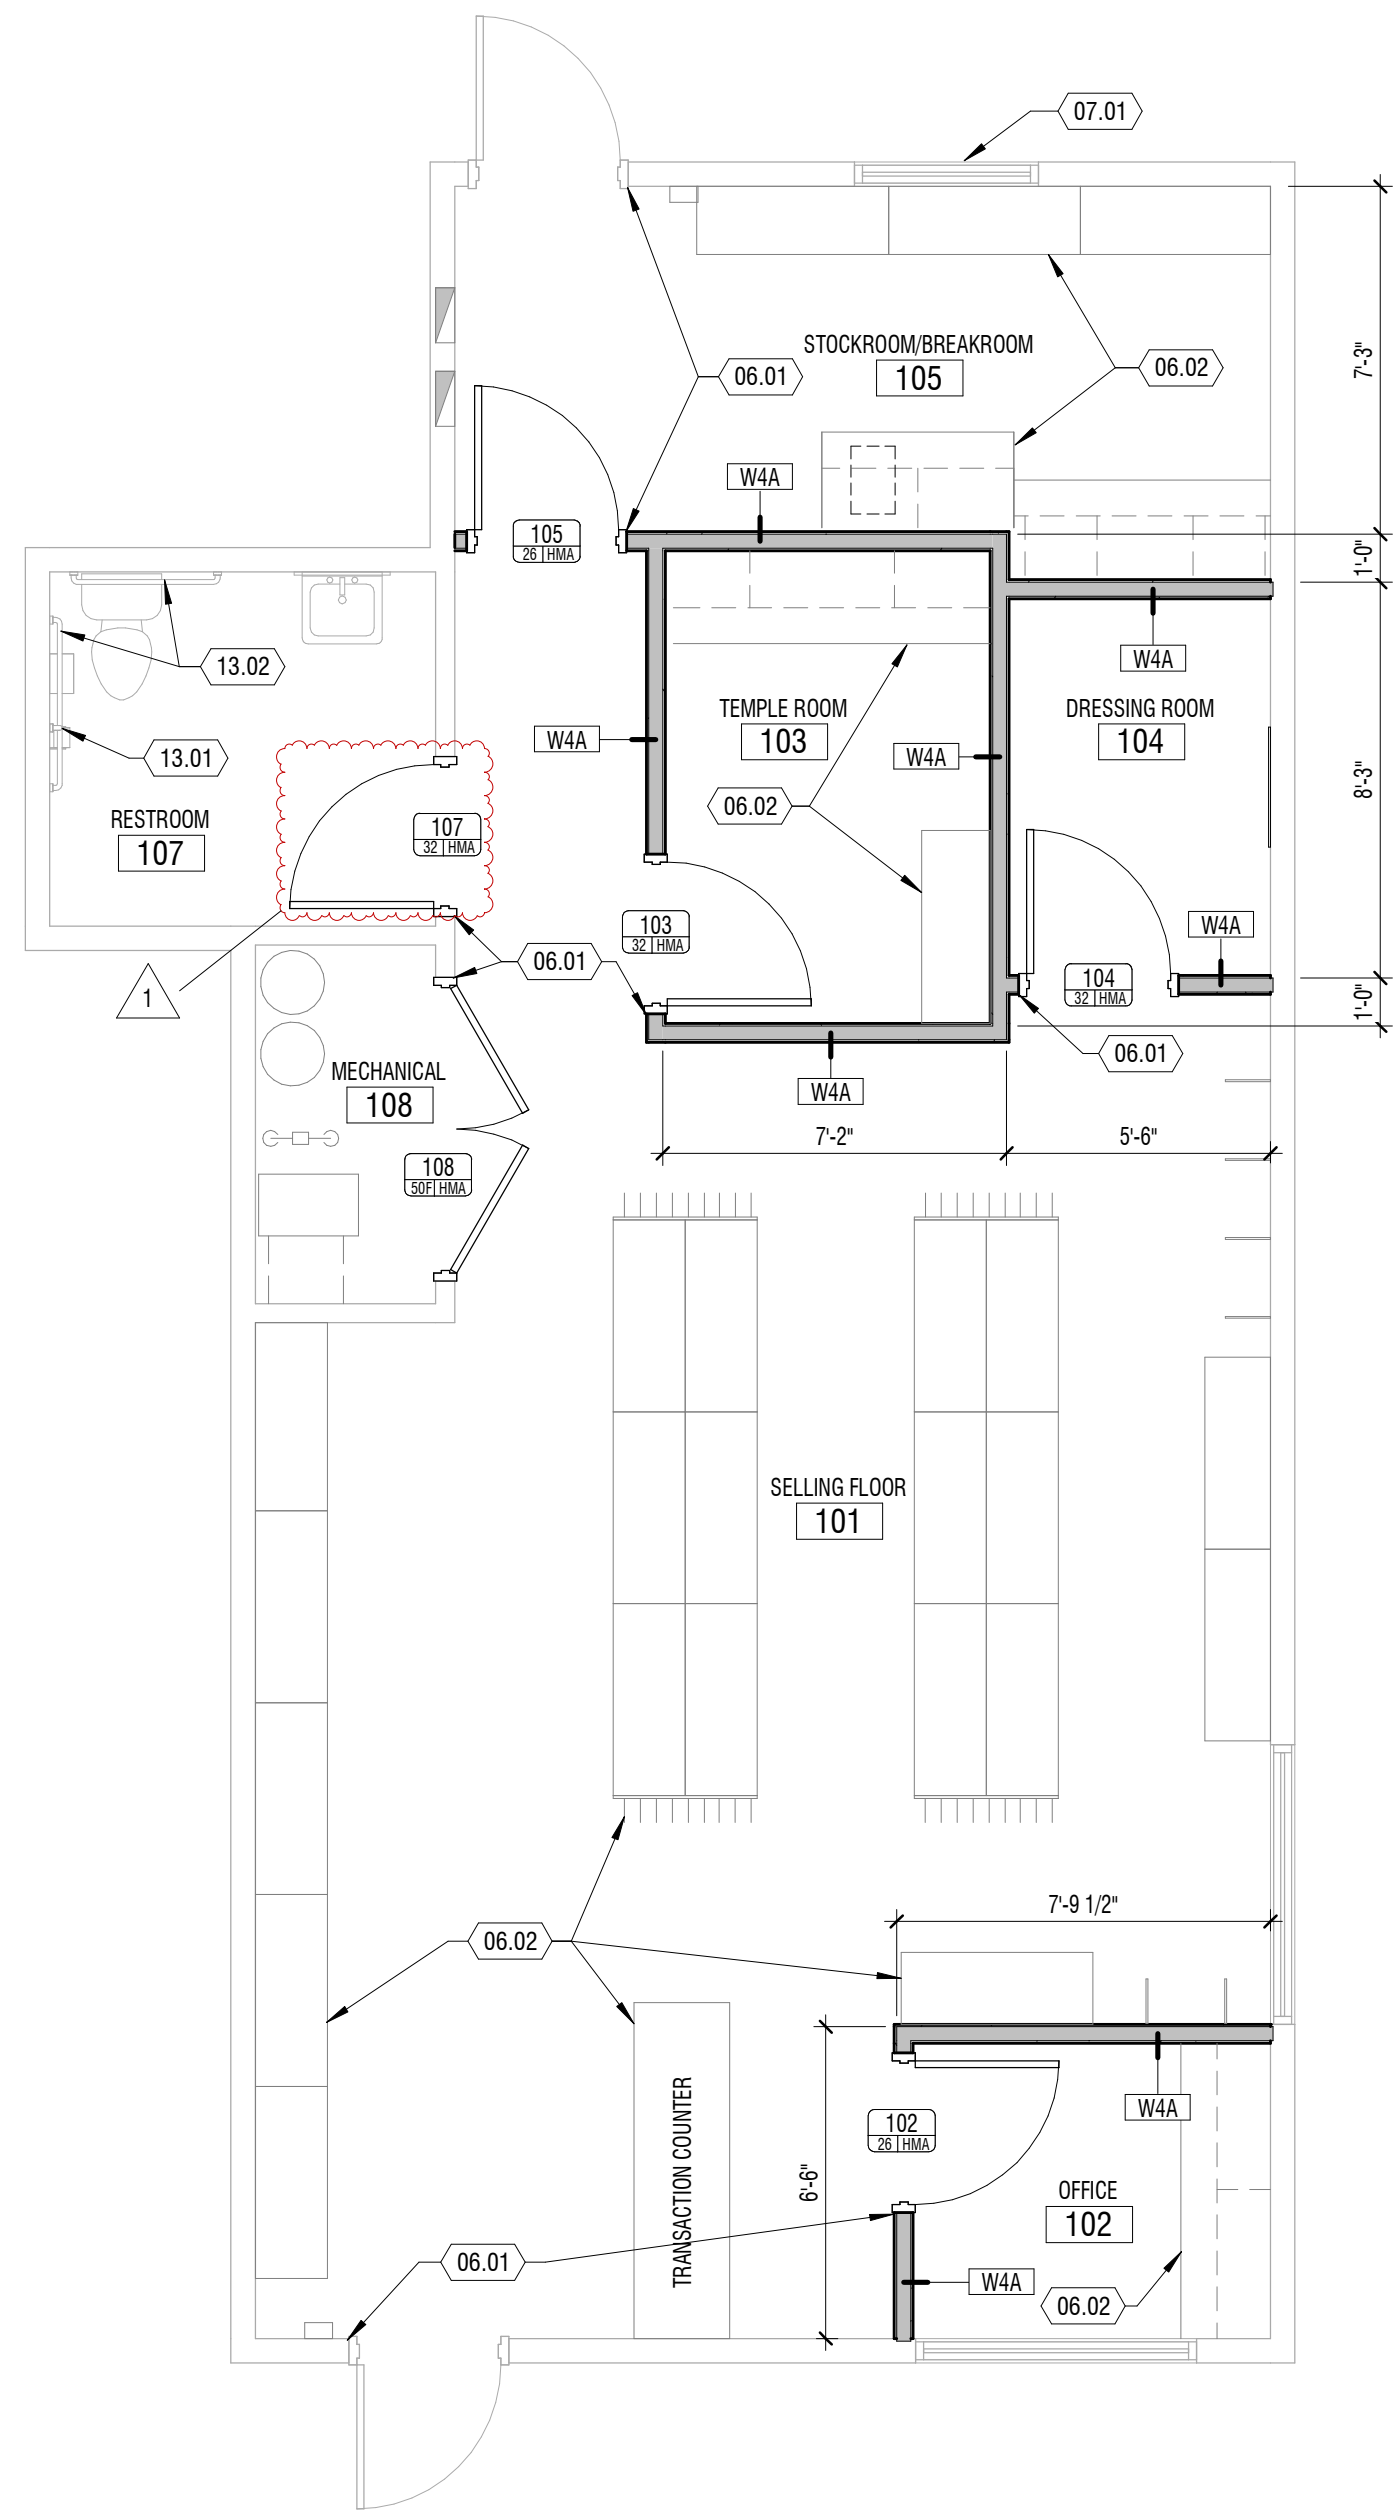 07.01
STOCKROOM/BREAKROOM
105
06.01
06.02
7'-3"
W4A
105
26 HMA
1'-0"
W4A
13.02
TEMPLE ROOM
103
DRESSING ROOM
104
W4A
W4A
13.01
8'-3"
06.02
RESTROOM
107
107
32 HMA
103
32 HMA
W4A
06.01
104
32 HMA
1
1'-0"
06.01
MECHANICAL
108
W4A
7'-2"
5'-6"
108
50F HMA
SELLING FLOOR
101
7'-9 1/2"
06.02
W4A
102
26 HMA
TRANSACTION COUNTER
6'-6"
OFFICE
102
06.01
W4A
06.02